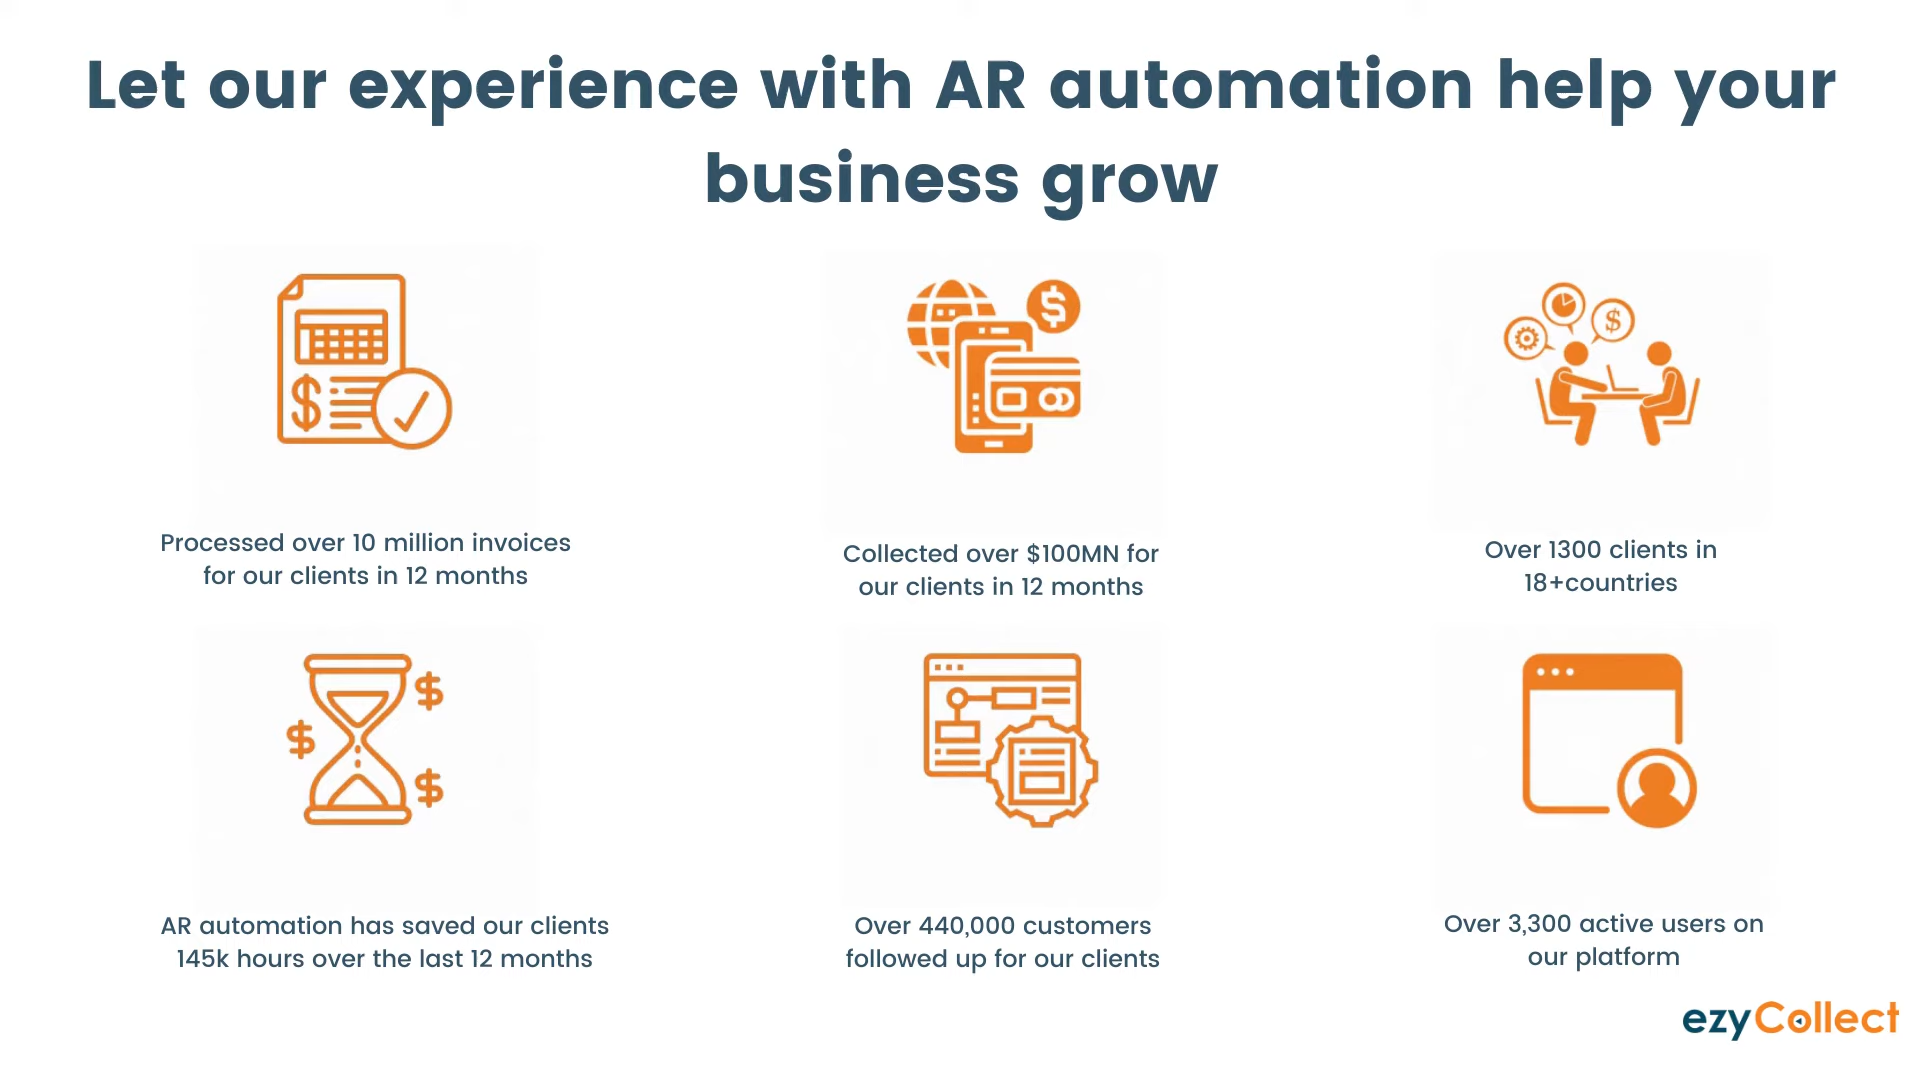 Let our experience with AR automation help your
business grow
$
$
$
Processed over 10 million invoices
for our clients in 12 months
Collected over $100MN for
our clients in 12 months
Over 1300 clients in
18+countries
$
$
$
AR automation has saved our clients
145k hours over the last 12 months
Over 440,000 customers
followed up for our clients
Over 3,300 active users on
our platform
ezyCollect